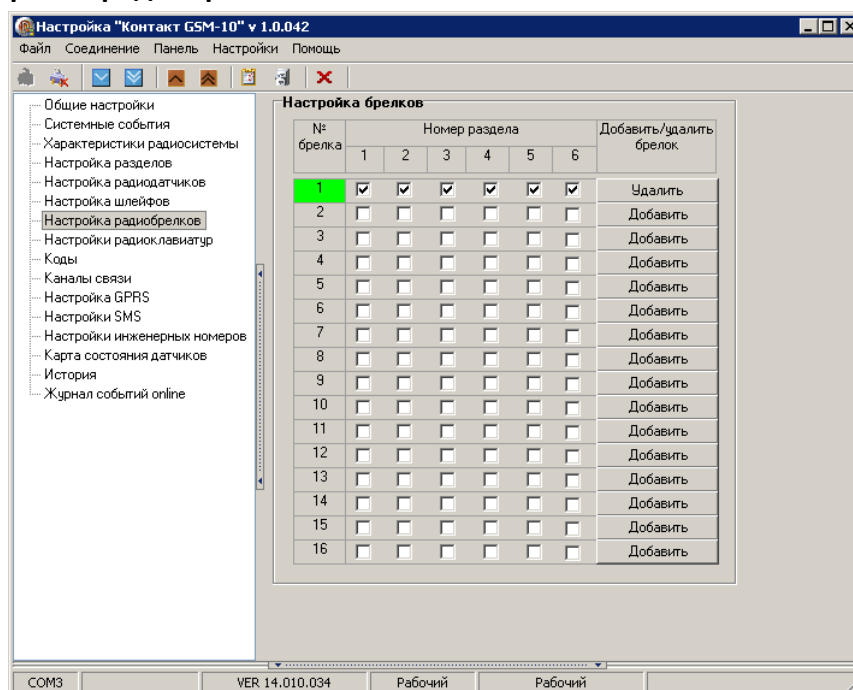 Настройка "Контакт GSM-10" v 1.0.042
Файл Соединение Панель Настройки Помощь
Общие настройки
Системные события
Характеристики радиосистемы
Настройка разделов
Настройка радиодатчиков
Настройка шлейфов
Настройка радиобрелков
Настройки радиоклавиатур
Коды
Каналы связи
Настройка GPRS
Настройки SMS
Настройки инженерных номеров
Карта состояния датчиков
История
Журнал событий online
Настройка брелков
№ брелка Номер раздела Добавить/удалить брелок
1 2 3 4 5 6
1 Удалить
2 Добавить
3 Добавить
4 Добавить
5 Добавить
6 Добавить
7 Добавить
8 Добавить
9 Добавить
10 Добавить
11 Добавить
12 Добавить
13 Добавить
14 Добавить
15 Добавить
16 Добавить
COM3 VER 14.010.034 Рабочий Рабочий